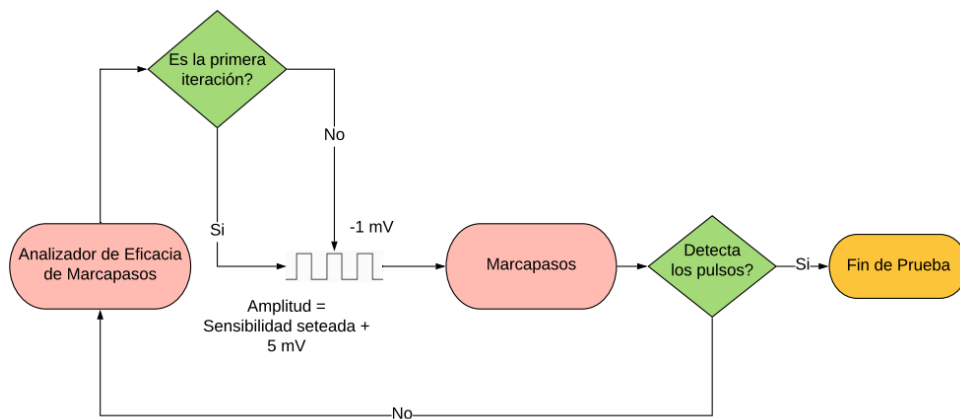 Es la primera
iteración?
No
Si
-1 mV
Analizador de Eficacia
de Marcapasos
Amplitud =
Sensibilidad seteada +
5 mV
Marcapasos
Detecta
los pulsos?
Si
Fin de Prueba
No